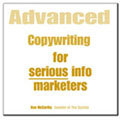 Advanced
Copywriting
for
serious info
marketers